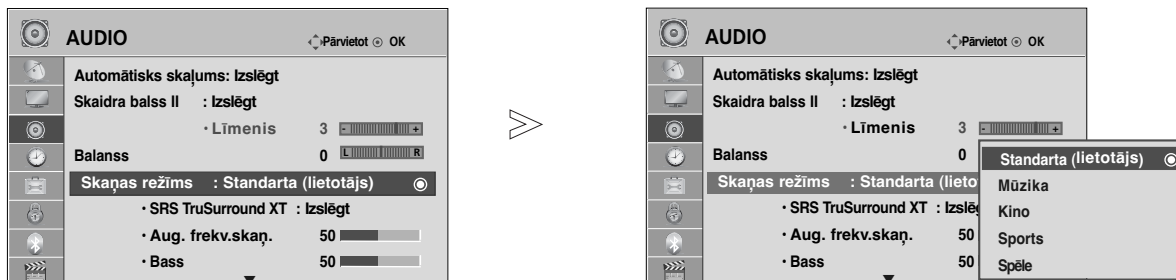 AUDIO
Pārvietot OK
Automātisks skaļums: Izslēgt
Skaidra balss II : Izslēgt
• Līmenis 3 - +
Balanss 0 L R
Skaņas režīms : Standarta (lietotājs)
• SRS TruSurround XT : Izslēgt
• Aug. frekv.skaņ. 50
• Bass 50
>
AUDIO
Pārvietot OK
Automātisks skaļums: Izslēgt
Skaidra balss II : Izslēgt
• Līmenis 3 - +
Balanss 0
Skaņas režīms : Standarta (lieto
• SRS TruSurround XT : Izslēg
• Aug. frekv.skaņ. 50
• Bass 50
Standarta (lietotājs)
Mūzika
Kino
Sports
Spēle